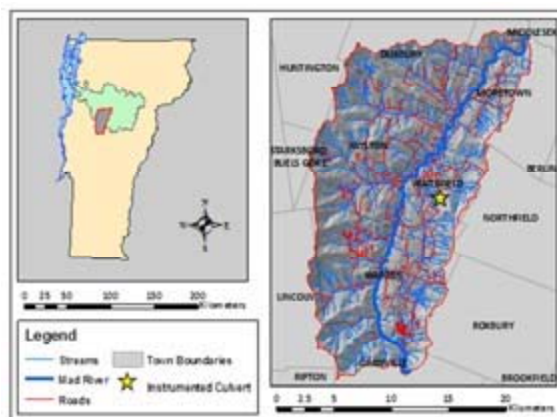 N
W E
S
0 25 50 100 150 200
Kilometers
Legend
Streams
Mad River
Roads
Town Boundaries
Instrumented Culvert
MIDDLESEX
HUNTINGTON
DUXBURY
MORETOWN
FAYSTON
STARKSBORO
BUELS GORE
BERLIN
WAITSFIELD
NORTHFIELD
WARREN
LINCOLN
ROXBURY
GRANVILLE
RIPTON
BROOKFIELD
0 2.5 5 10 15 20
Kilometers